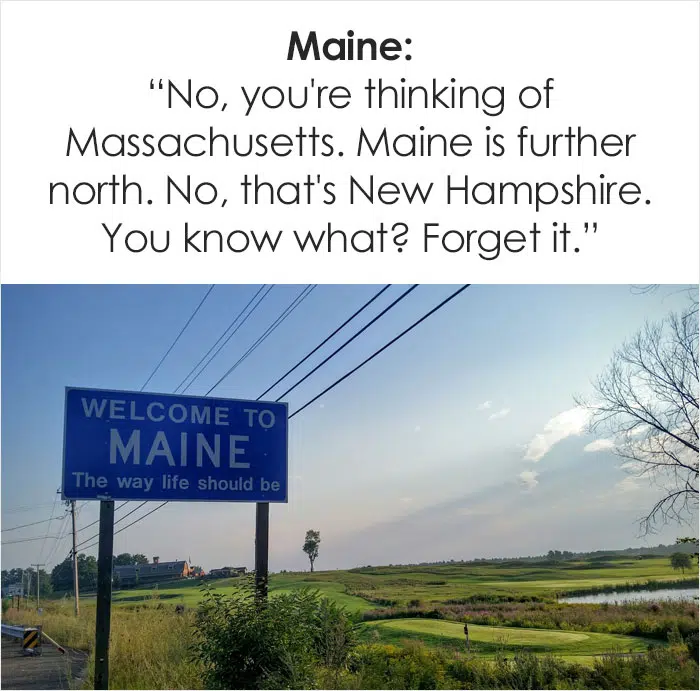 Maine:
“No, you're thinking of
Massachusetts. Maine is further
north. No, that's New Hampshire.
You know what? Forget it.”
WELCOME TO
MAINE
The way life should be